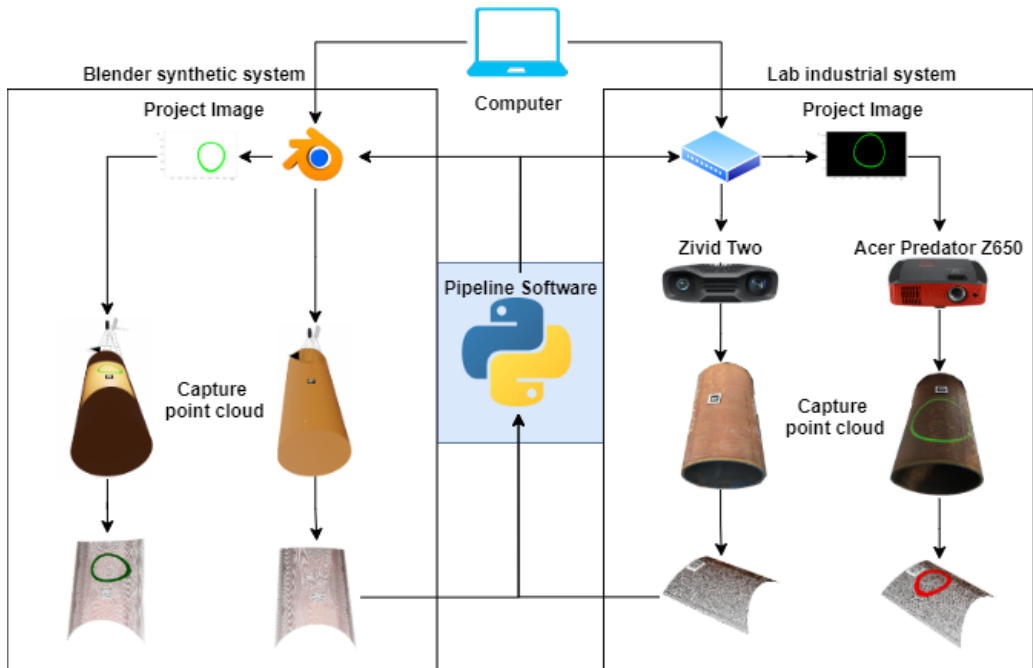 Blender synthetic system
Computer
Lab industrial system
Project Image
Project Image
Zivid Two
Acer Predator Z650
Pipeline Software
Capture
point cloud
Capture
point cloud